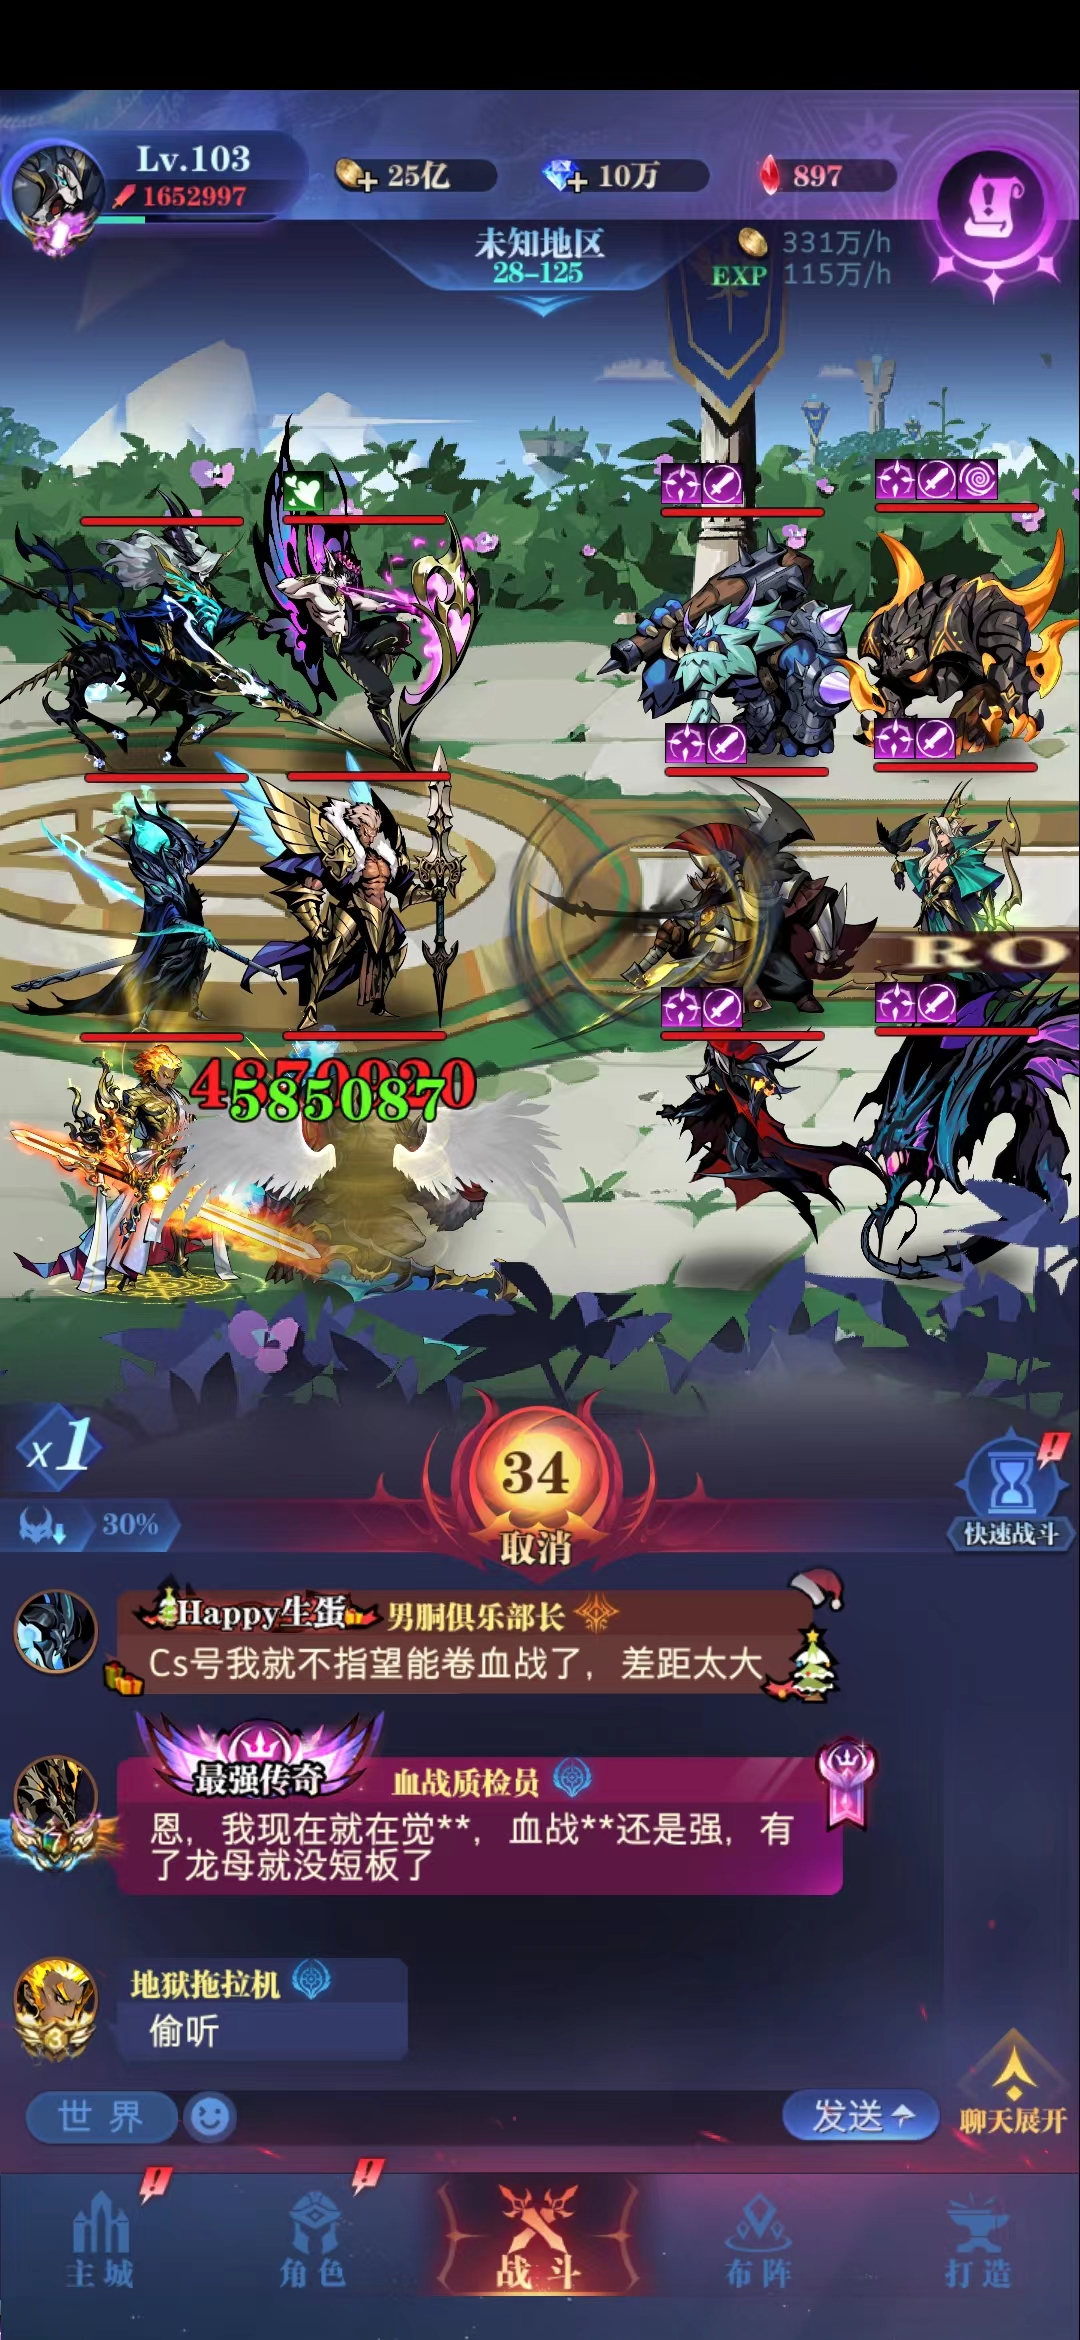 Lv.103
1652997
25亿
10万
897
未知地区
28-125
331万/h
EXP 115万/h
RO
585087
x1
34
取消
30%
快速战斗
Happy生蛋 男胴俱乐部长
Cs号我就不指望能卷血战了，差距太大
最强传奇 血战质检员
7
恩，我现在就在觉**，血战**还是强，有
了龙母就没短板了
地狱拖拉机
3
偷听
世界
发送
聊天展开
主城
角色
战斗
布阵
打造